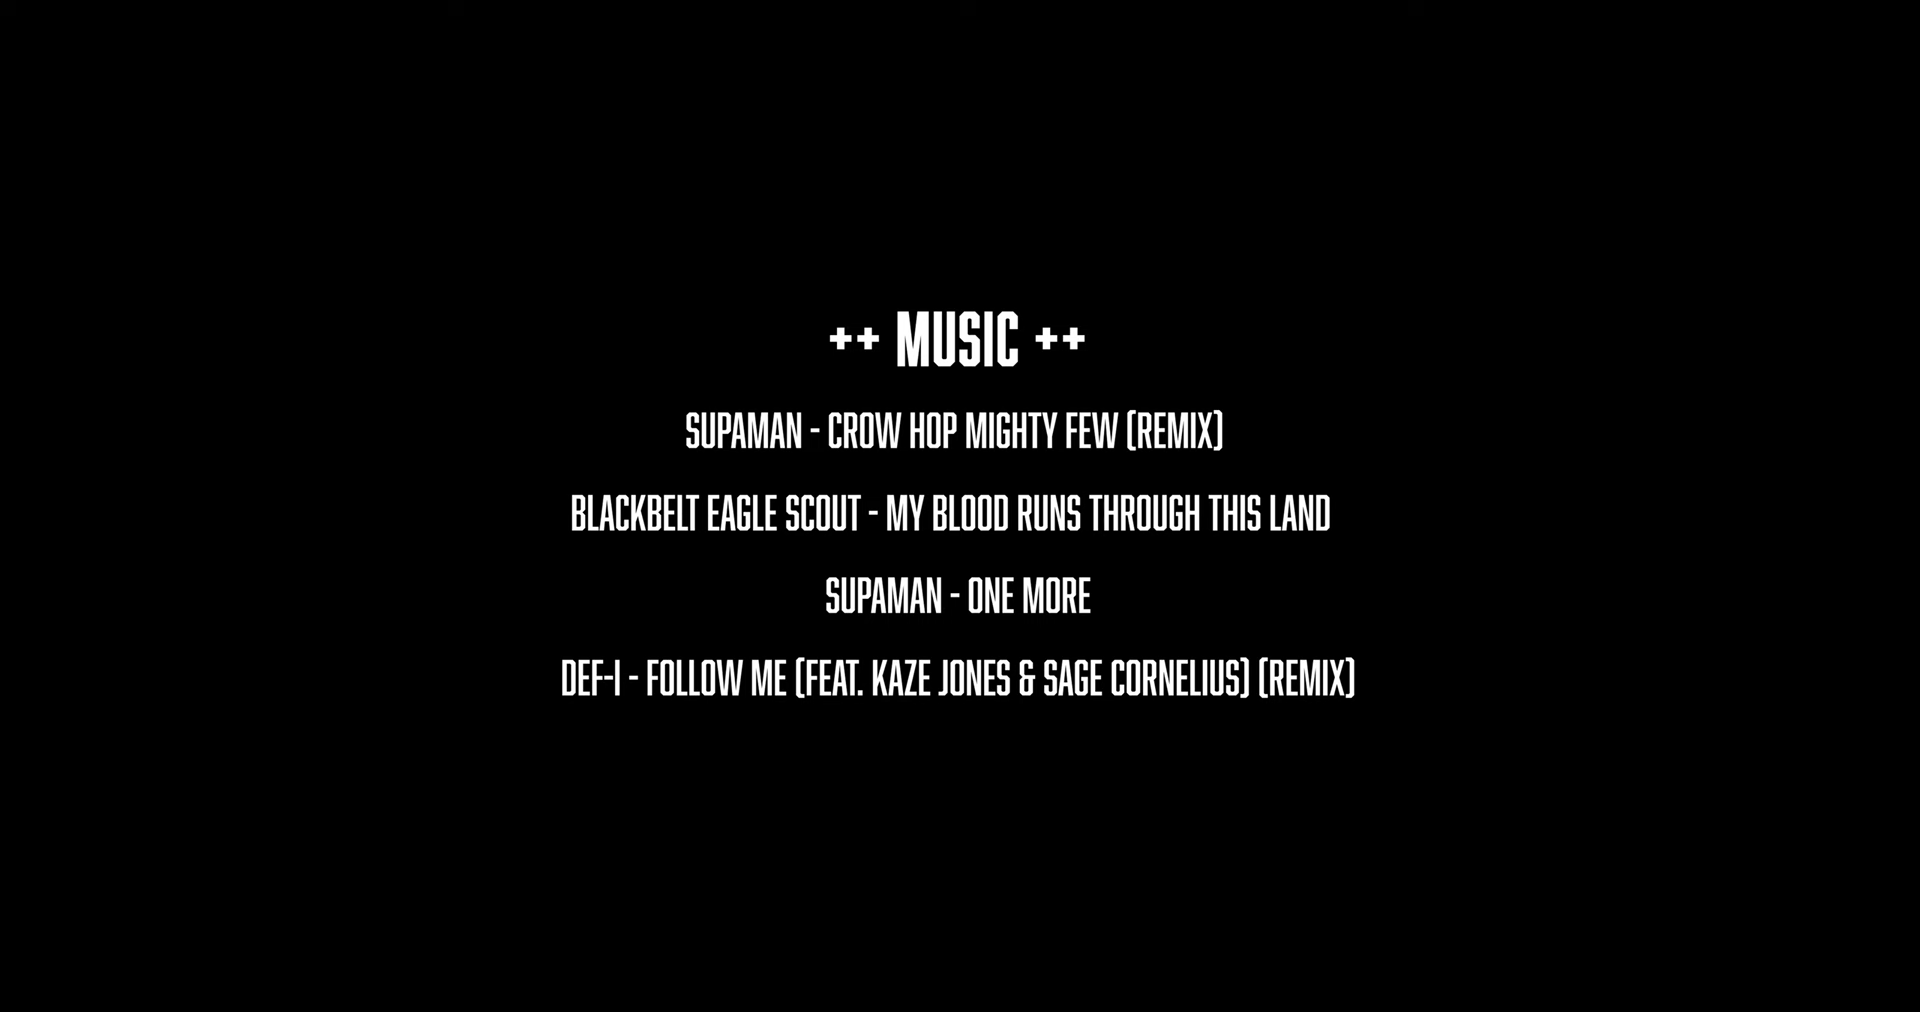 ++ MUSIC ++
SUPAMAN - CROW HOP MIGHTY FEW (REMIX)
BLACKBELT EAGLE SCOUT - MY BLOOD RUNS THROUGH THIS LAND
SUPAMAN - ONE MORE
DEF-I - FOLLOW ME (FEAT. KAZE JONES & SAGE CORNELIUS) (REMIX)